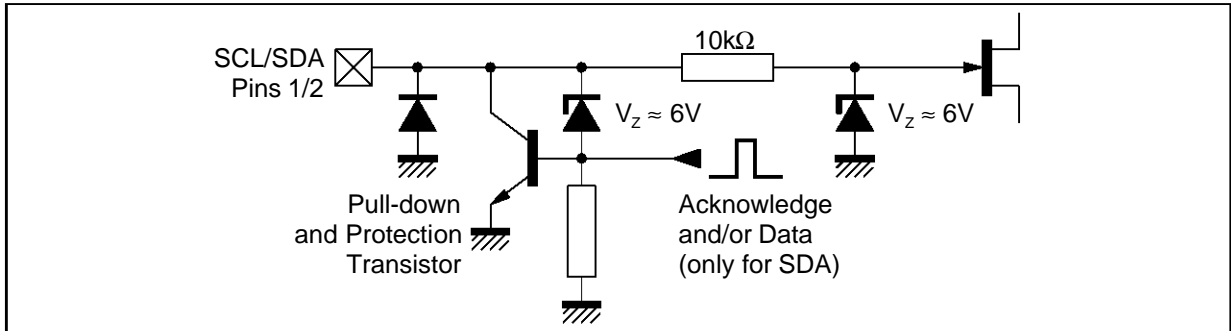 10kΩ
SCL/SDA
Pins 1/2
V_Z ≈ 6V
V_Z ≈ 6V
Pull-down
and Protection
Transistor
Acknowledge
and/or Data
(only for SDA)